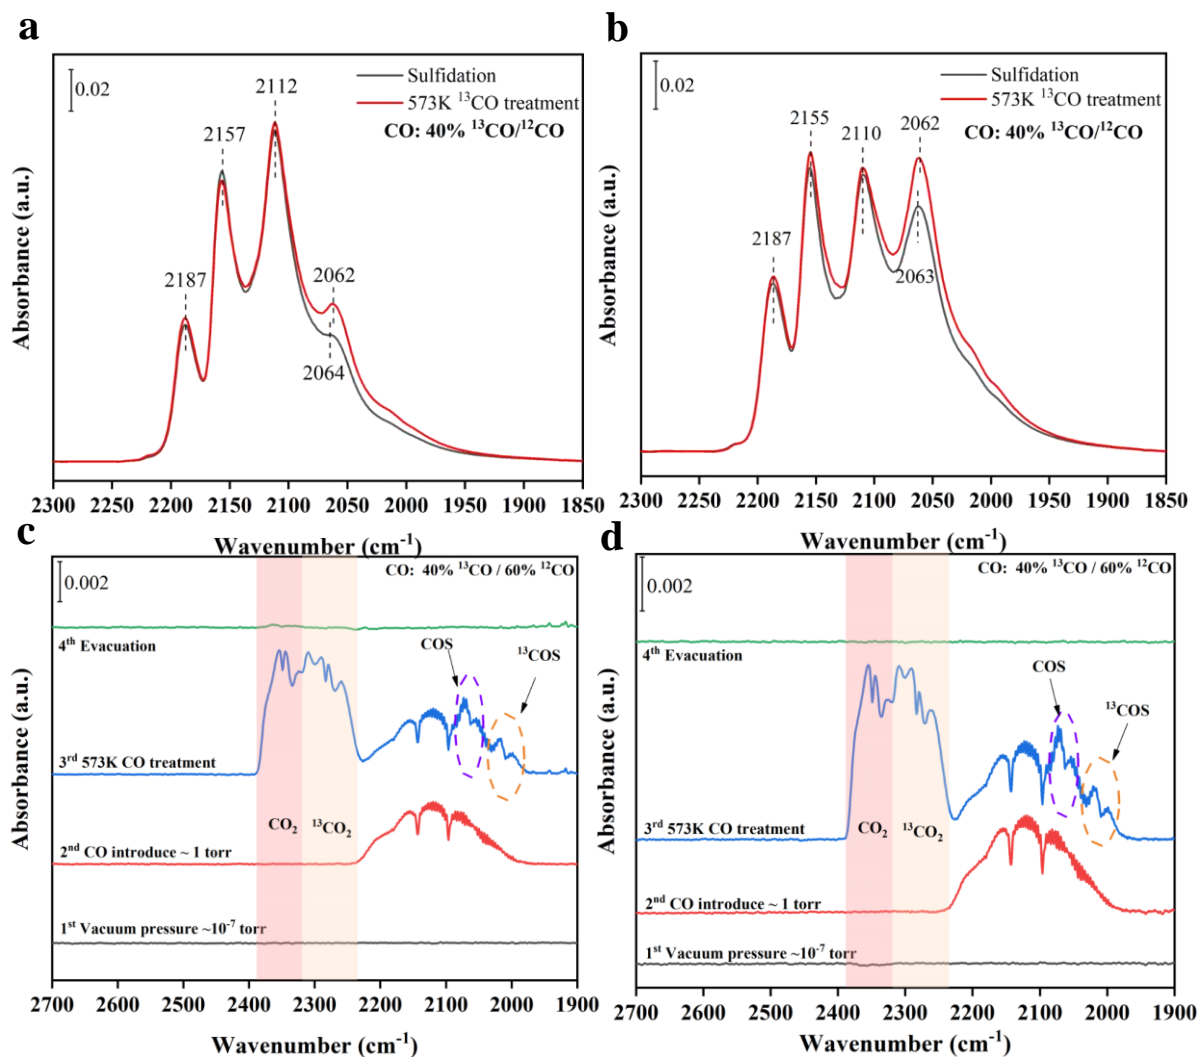 a
0.02
Sulfidation
573K ¹³CO treatment
CO: 40% ¹³CO/¹²CO
2112
2157
2187
2062
2064
Absorbance (a.u.)
2300 2250 2200 2150 2100 2050 2000 1950 1900 1850
Wavenumber (cm⁻¹)
b
0.02
Sulfidation
573K ¹³CO treatment
CO: 40% ¹³CO/¹²CO
2155
2110
2062
2187
2063
Absorbance (a.u.)
2300 2250 2200 2150 2100 2050 2000 1950 1900 1850
Wavenumber (cm⁻¹)
c
CO: 40% ¹³CO / 60% ¹²CO
0.002
4ᵗʰ Evacuation
COS
¹³COS
3ʳᵈ 573K CO treatment
CO₂
¹³CO₂
2ⁿᵈ CO introduce ~ 1 torr
1ˢᵗ Vacuum pressure ~10⁻⁷ torr
Absorbance (a.u.)
2700 2600 2500 2400 2300 2200 2100 2000 1900
Wavenumber (cm⁻¹)
d
CO: 40% ¹³CO / 60% ¹²CO
0.002
4ᵗʰ Evacuation
COS
¹³COS
3ʳᵈ 573K CO treatment
CO₂
¹³CO₂
2ⁿᵈ CO introduce ~ 1 torr
1ˢᵗ Vacuum pressure ~10⁻⁷ torr
Absorbance (a.u.)
2700 2600 2500 2400 2300 2200 2100 2000 1900
Wavenumber (cm⁻¹)